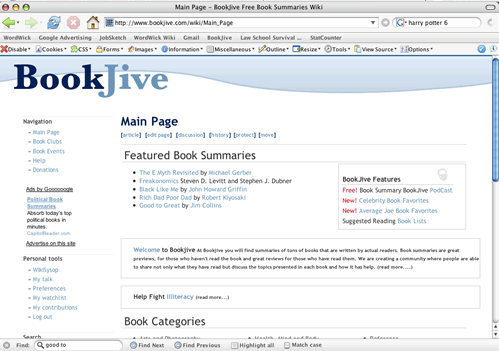 Main Page – BookJive Free Book Summaries Wiki
http://www.bookjive.com/wiki/Main_Page
harry potter 6
WordWick Google Advertising JobSketch WordWick Wiki Gmail BookJive Law School Survival ... StatCounter
Disable CSS Forms Images Information Miscellaneous Outline Resize Tools View Source Options
BookJive
Navigation
Main Page
Book Clubs
Book Events
Help
Donations
Ads by Goooooogle
Political Book
Summaries
Absorb today's top
political books in
minutes.
CapitolReader.com
Advertise on this site
Personal tools
WikiSysop
My talk
Preferences
My watchlist
My contributions
Log out
Search
Main Page
[article] [edit page] [discussion] [history] [protect] [move]
Featured Book Summaries
The E Myth Revisited by Michael Gerber
Freakonomics Steven D. Levitt and Stephen J. Dubner
Black Like Me by John Howard Griffin
Rich Dad Poor Dad by Robert Kiyosaki
Good to Great by Jim Collins
BookJive Features
Free! Book Summary BookJive PodCast
New! Celebrity Book Favorites
New! Average Joe Book Favorites
Suggested Reading Book Lists
Welcome to Bookjive At Bookjive you will find summaries of tons of books that are written by actual readers. Book summaries are great
previews, for those who haven't read the book and great reviews for those who have read them. We are creating a community where people are able
to share not only what they have read but discuss the topics presented in each book and how it has help. (read more....)
Help Fight Illiteracy (read more...)
Book Categories
Find: good to Find Next Find Previous Highlight all Match case